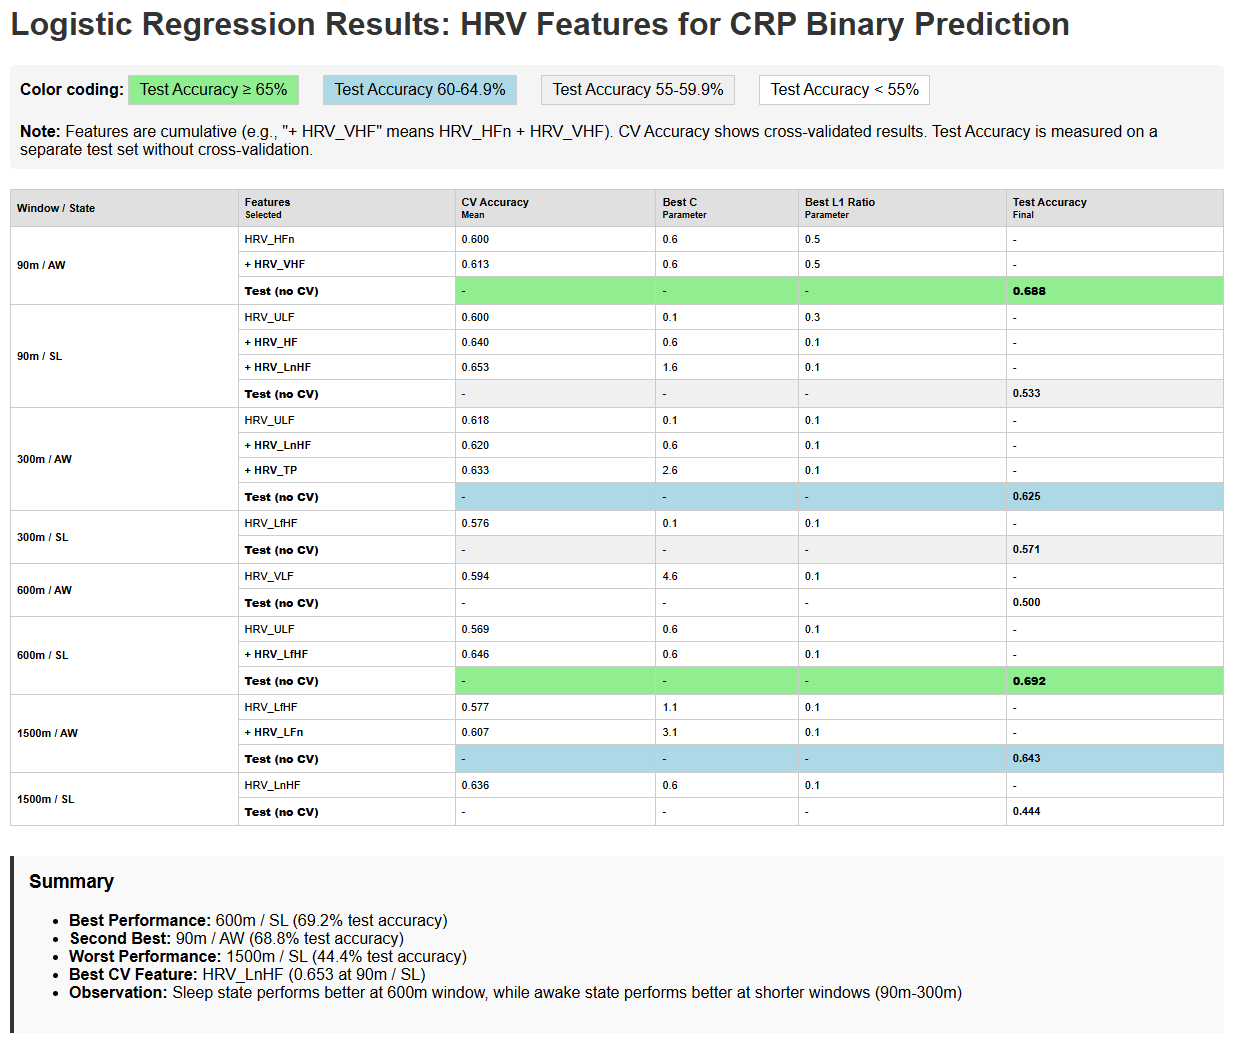 Logistic Regression Results: HRV Features for CRP Binary Prediction
Color coding: Test Accuracy ≥ 65% Test Accuracy 60-64.9% Test Accuracy 55-59.9% Test Accuracy < 55%
Note: Features are cumulative (e.g., "+ HRV_VHF" means HRV_HFn + HRV_VHF). CV Accuracy shows cross-validated results. Test Accuracy is measured on a
separate test set without cross-validation.
Window / State Features Selected CV Accuracy Mean Best C Parameter Best L1 Ratio Parameter Test Accuracy Final
90m / AW HRV_HFn 0.600 0.6 0.5 -
+ HRV_VHF 0.613 0.6 0.5 -
Test (no CV) - - - 0.688
90m / SL HRV_ULF 0.600 0.1 0.3 -
+ HRV_HF 0.640 0.6 0.1 -
+ HRV_LnHF 0.653 1.6 0.1 -
Test (no CV) - - - 0.533
300m / AW HRV_ULF 0.618 0.1 0.1 -
+ HRV_LnHF 0.620 0.6 0.1 -
+ HRV_TP 0.633 2.6 0.1 -
Test (no CV) - - - 0.625
300m / SL HRV_LfHF 0.576 0.1 0.1 -
Test (no CV) - - - 0.571
600m / AW HRV_VLF 0.594 4.6 0.1 -
Test (no CV) - - - 0.500
600m / SL HRV_ULF 0.569 0.6 0.1 -
+ HRV_LfHF 0.646 0.6 0.1 -
Test (no CV) - - - 0.692
1500m / AW HRV_LfHF 0.577 1.1 0.1 -
+ HRV_LFn 0.607 3.1 0.1 -
Test (no CV) - - - 0.643
1500m / SL HRV_LnHF 0.636 0.6 0.1 -
Test (no CV) - - - 0.444
Summary
• Best Performance: 600m / SL (69.2% test accuracy)
• Second Best: 90m / AW (68.8% test accuracy)
• Worst Performance: 1500m / SL (44.4% test accuracy)
• Best CV Feature: HRV_LnHF (0.653 at 90m / SL)
• Observation: Sleep state performs better at 600m window, while awake state performs better at shorter windows (90m-300m)